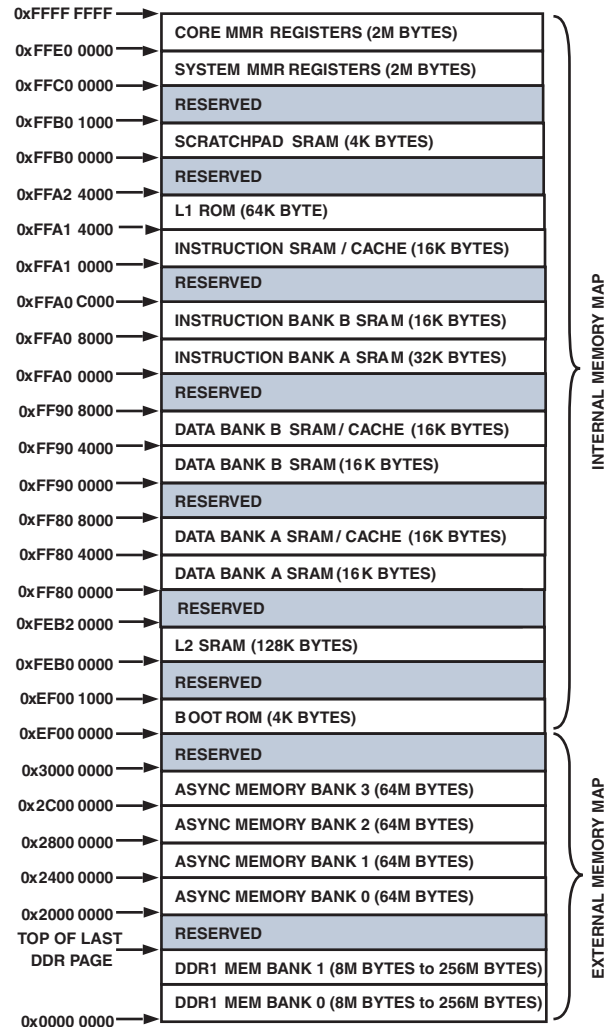 0xFFFF FFFF
CORE MMR REGISTERS (2M BYTES)
0xFFE0 0000
SYSTEM MMR REGISTERS (2M BYTES)
0xFFC0 0000
RESERVED
0xFFB0 1000
SCRATCHPAD SRAM (4K BYTES)
0xFFB0 0000
RESERVED
0xFFA2 4000
L1 ROM (64K BYTE)
0xFFA1 4000
INSTRUCTION SRAM / CACHE (16K BYTES)
0xFFA1 0000
RESERVED
0xFFA0 C000
INSTRUCTION BANK B SRAM (16K BYTES)
0xFFA0 8000
INSTRUCTION BANK A SRAM (32K BYTES)
0xFFA0 0000
RESERVED
0xFF90 8000
DATA BANK B SRAM / CACHE (16K BYTES)
0xFF90 4000
DATA BANK B SRAM (16K BYTES)
0xFF90 0000
RESERVED
0xFF80 8000
DATA BANK A SRAM / CACHE (16K BYTES)
0xFF80 4000
DATA BANK A SRAM (16K BYTES)
0xFF80 0000
RESERVED
0xFEB2 0000
L2 SRAM (128K BYTES)
0xFEB0 0000
RESERVED
0xEF00 1000
BOOT ROM (4K BYTES)
0xEF00 0000
RESERVED
0x3000 0000
ASYNC MEMORY BANK 3 (64M BYTES)
0x2C00 0000
ASYNC MEMORY BANK 2 (64M BYTES)
0x2800 0000
ASYNC MEMORY BANK 1 (64M BYTES)
0x2400 0000
ASYNC MEMORY BANK 0 (64M BYTES)
0x2000 0000
RESERVED
TOP OF LAST
DDR PAGE
DDR1 MEM BANK 1 (8M BYTES to 256M BYTES)
DDR1 MEM BANK 0 (8M BYTES to 256M BYTES)
0x0000 0000
INTERNAL MEMORY MAP
EXTERNAL MEMORY MAP